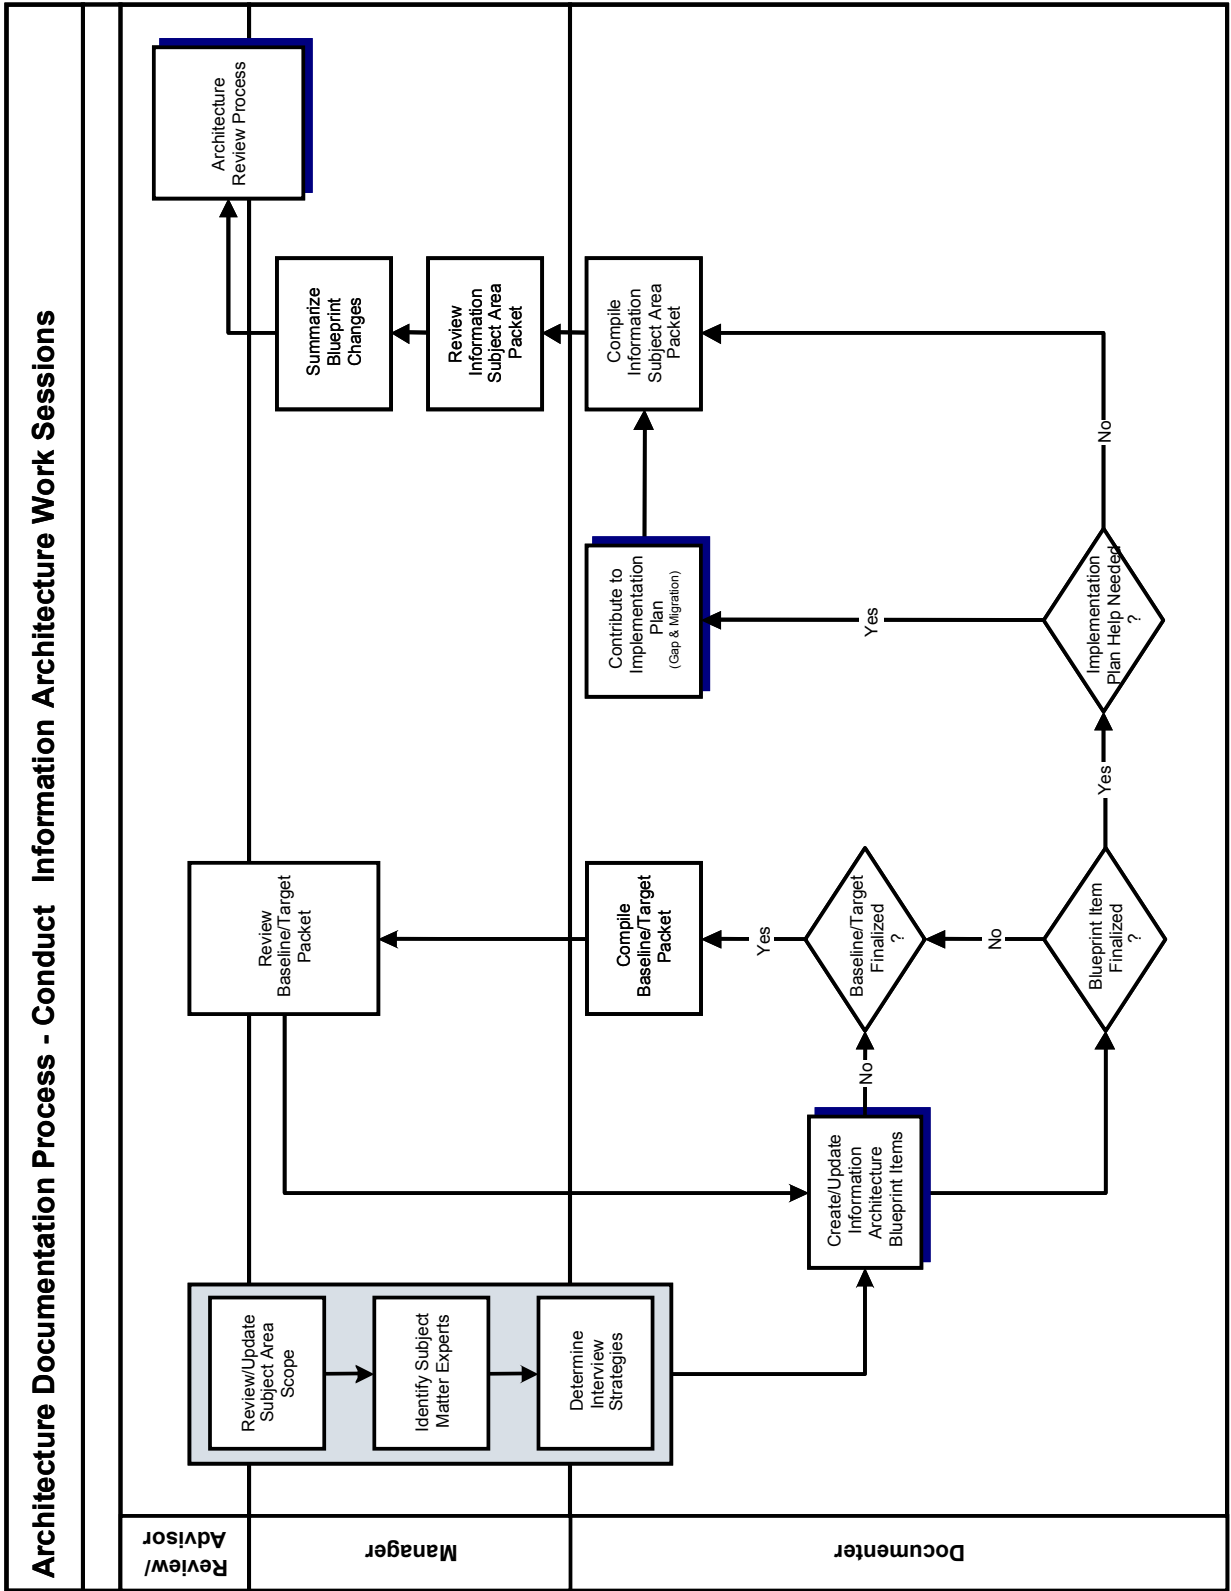 Architecture Documentation Process - Conduct  Information Architecture Work Sessions
Review/
Advisor
Manager
Documenter
Review/Update
Subject Area
Scope
Identify Subject
Matter Experts
Determine
Interview
Strategies
Create/Update
Information
Architecture
Blueprint Items
No
Review
Baseline/Target
Packet
Compile
Baseline/Target
Packet
Yes
Baseline/Target
Finalized
?
No
Blueprint Item
Finalized
?
Yes
Contribute to
Implementation
Plan
(Gap & Migration)
Yes
Implementation
Plan Help Needed
?
No
Architecture
Review Process
Summarize
Blueprint
Changes
Review
Information
Subject Area
Packet
Compile
Information
Subject Area
Packet